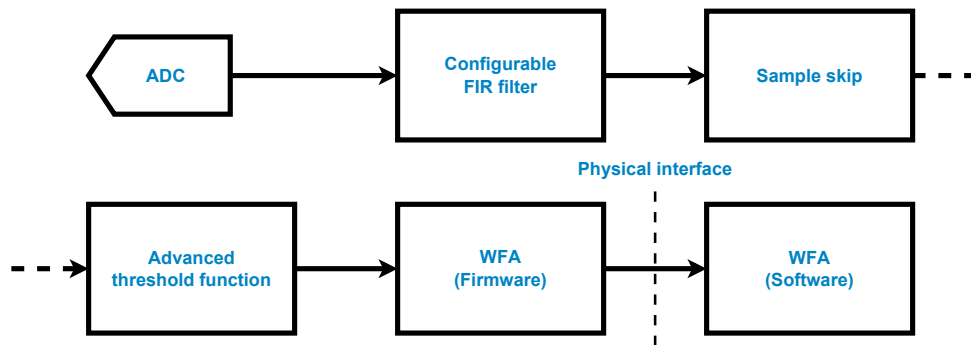 ADC
Configurable
FIR filter
Sample skip
Physical interface
Advanced
threshold function
WFA
(Firmware)
WFA
(Software)